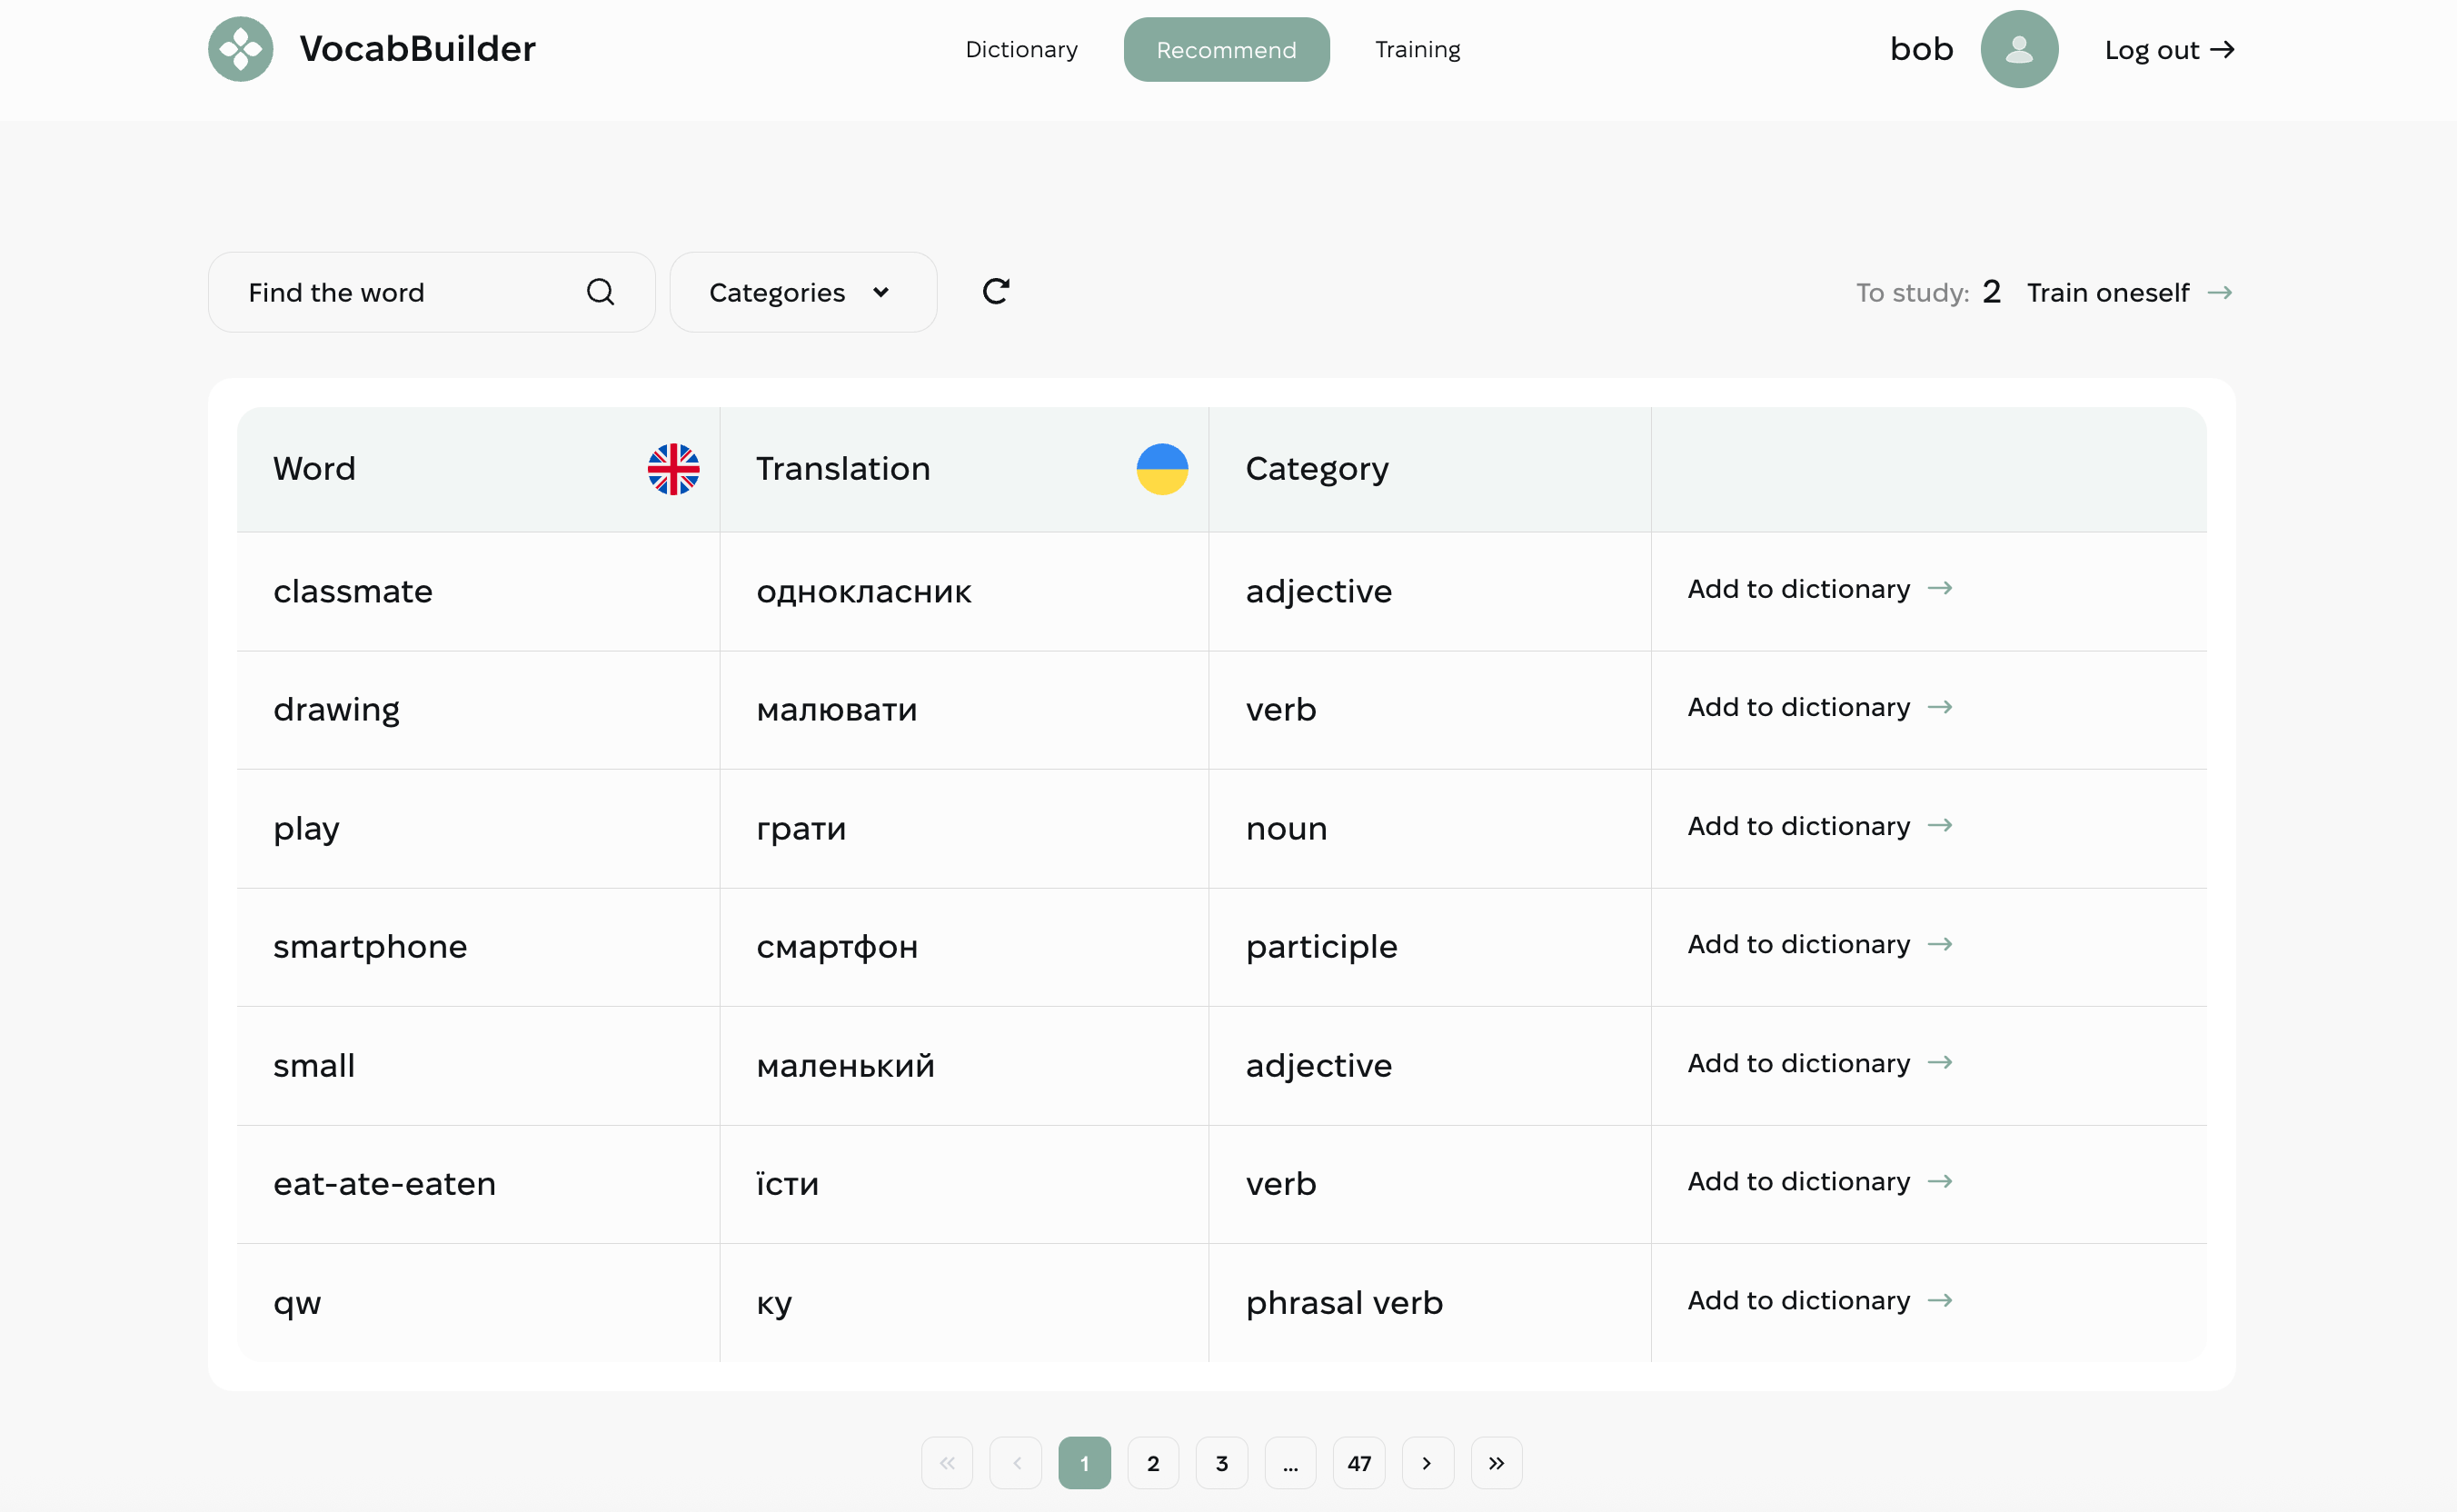 VocabBuilder Dictionary Recommend Training bob Log out →
Find the word Categories To study: 2 Train oneself →
Word Translation Category
classmate однокласник adjective Add to dictionary →
drawing малювати verb Add to dictionary →
play грати noun Add to dictionary →
smartphone смартфон participle Add to dictionary →
small маленький adjective Add to dictionary →
eat-ate-eaten їсти verb Add to dictionary →
qw ку phrasal verb Add to dictionary →
« ‹ 1 2 3 ... 47 › »